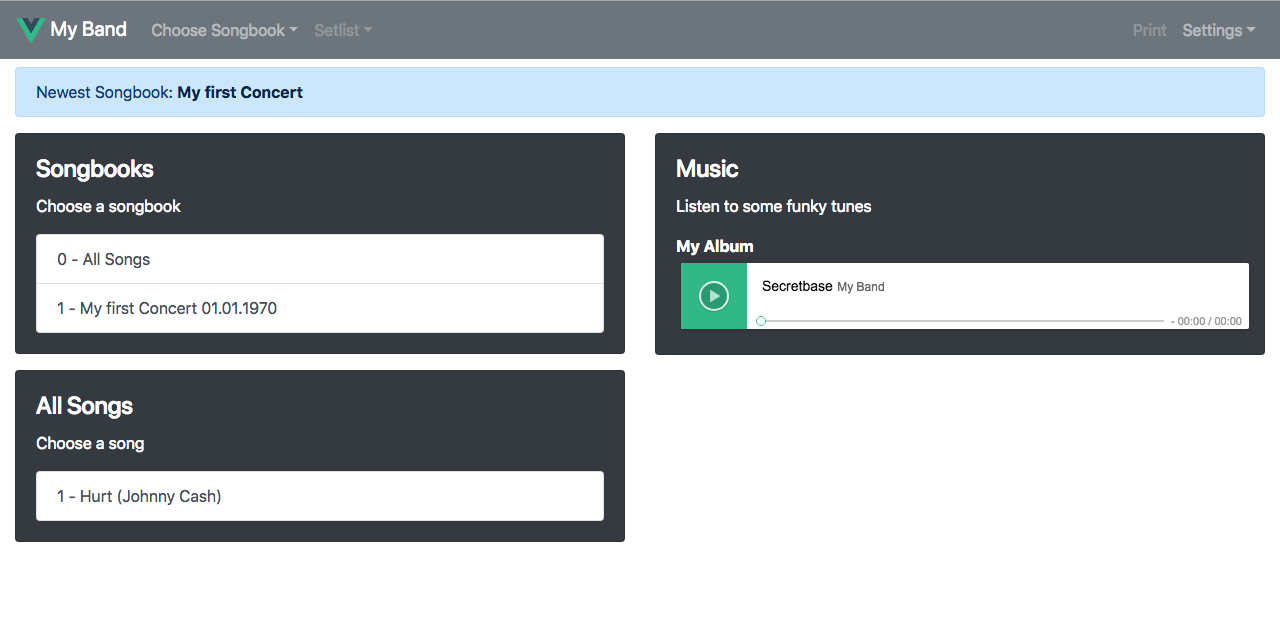 My Band Choose Songbook Setlist Print Settings
Newest Songbook: My first Concert
Songbooks
Choose a songbook
0 - All Songs
1 - My first Concert 01.01.1970
Music
Listen to some funky tunes
My Album
Secretbase My Band
- 00:00 / 00:00
All Songs
Choose a song
1 - Hurt (Johnny Cash)